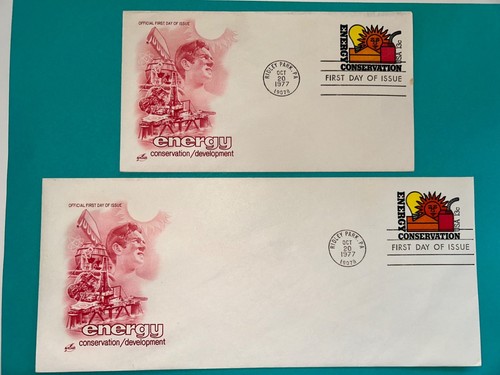 OFFICIAL FIRST DAY OF ISSUE
energy
conservation/development
RIDLEY PARK, PA
OCT
20
1977
19078
ENERGY
CONSERVATION
USA 13c
FIRST DAY OF ISSUE
OFFICIAL FIRST DAY OF ISSUE
energy
conservation/development
RIDLEY PARK, PA
OCT
20
1977
19078
ENERGY
CONSERVATION
USA 13c
FIRST DAY OF ISSUE